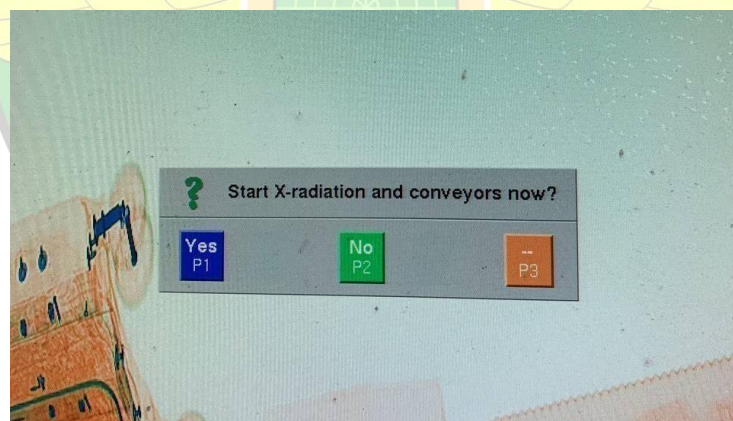 Start X-radiation and conveyors now?
Yes No --
P1 P2 P3